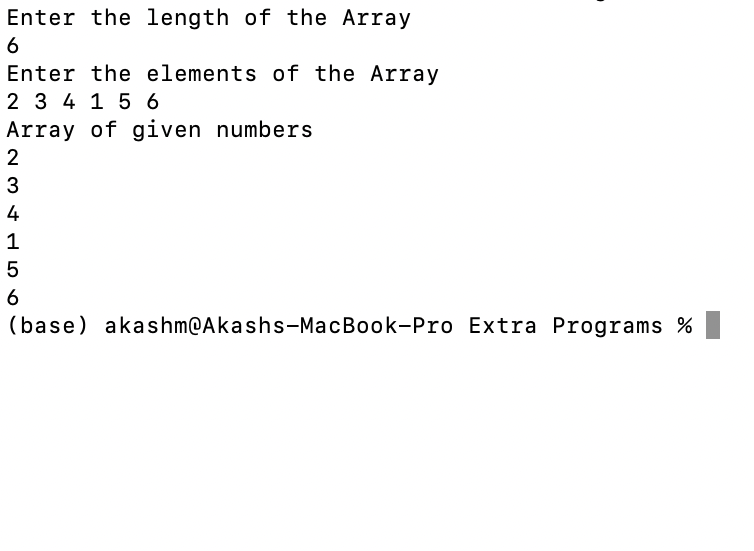 Enter the length of the Array
6
Enter the elements of the Array
2 3 4 1 5 6
Array of given numbers
2
3
4
1
5
6
(base) akashm@Akashs-MacBook-Pro Extra Programs %